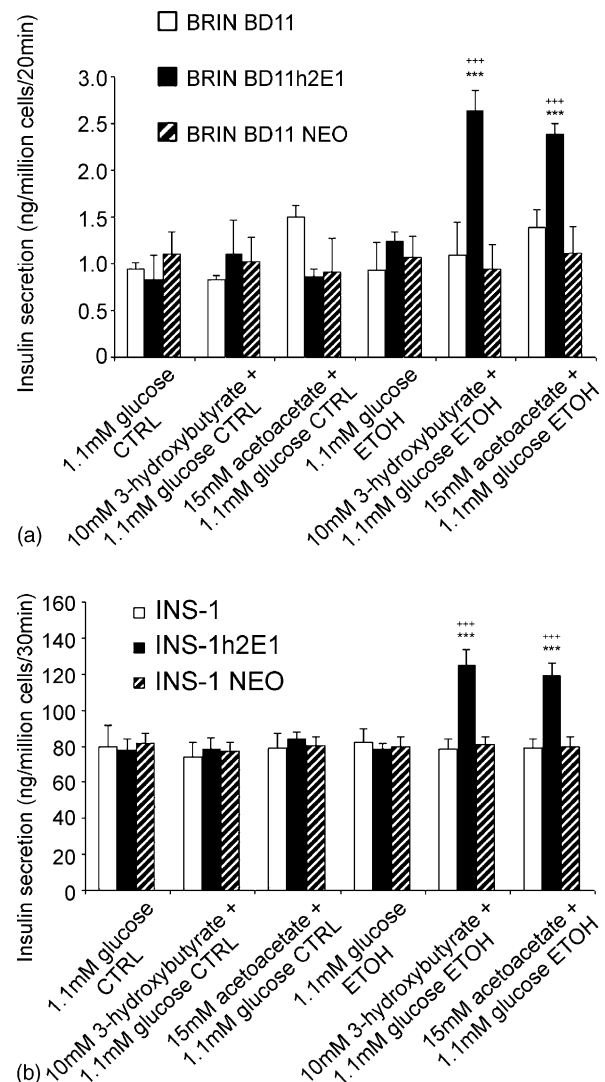 (a)
Insulin secretion (ng/million cells/20min)
BRIN BD11
BRIN BD11h2E1
BRIN BD11 NEO
3.0
2.5
2.0
1.5
1.0
0.5
0
+++
***
+++
***
1.1mM glucose
CTRL
10mM 3-hydroxybutyrate +
1.1mM glucose CTRL
15mM acetoacetate +
1.1mM glucose CTRL
1.1mM glucose
ETOH
10mM 3-hydroxybutyrate +
1.1mM glucose ETOH
15mM acetoacetate +
1.1mM glucose ETOH
(b)
Insulin secretion (ng/million cells/30min)
INS-1
INS-1h2E1
INS-1 NEO
160
140
120
100
80
60
40
20
0
+++
***
+++
***
1.1mM glucose
CTRL
10mM 3-hydroxybutyrate +
1.1mM glucose CTRL
15mM acetoacetate +
1.1mM glucose CTRL
1.1mM glucose
ETOH
10mM 3-hydroxybutyrate +
1.1mM glucose ETOH
15mM acetoacetate +
1.1mM glucose ETOH